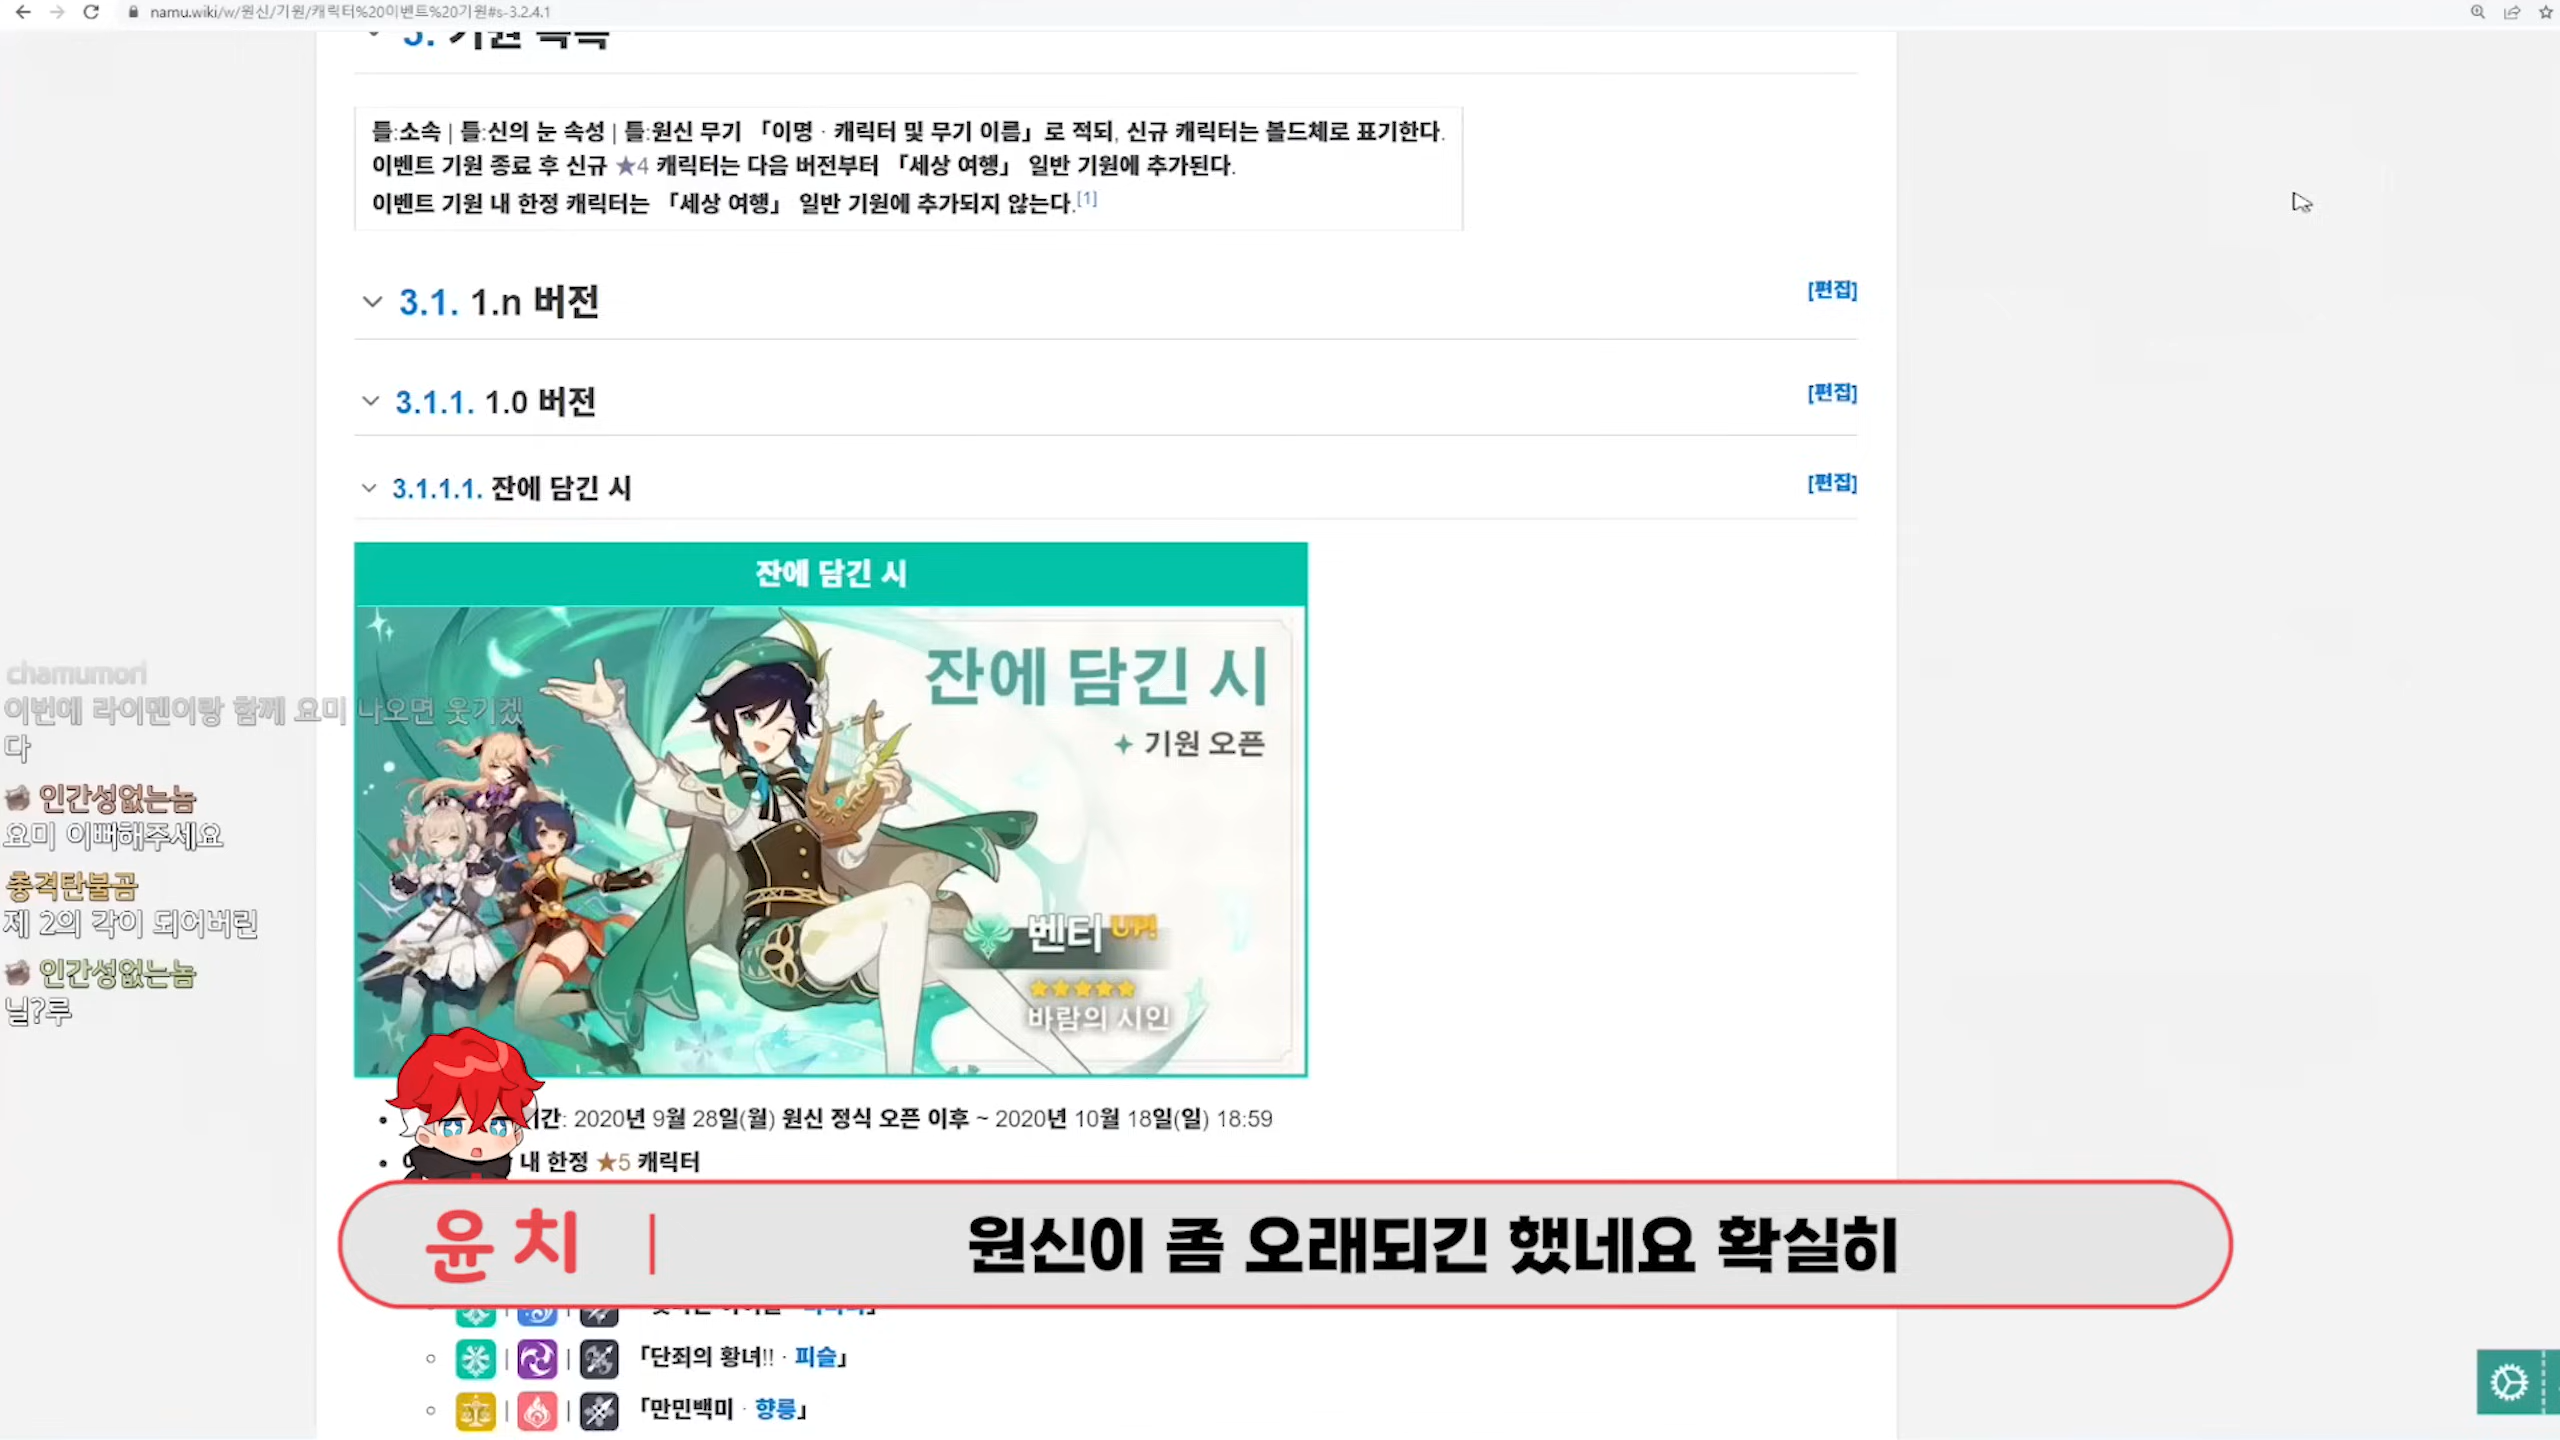 namu.wiki/w/원신/기원/캐릭터%20이벤트%20기원#s-3.2.4.1
3. 기원 목록
틀:소속 | 틀:신의 눈 속성 | 틀:원신 무기 「이명 · 캐릭터 및 무기 이름」로 적되, 신규 캐릭터는 볼드체로 표기한다.
이벤트 기원 종료 후 신규 ★4 캐릭터는 다음 버전부터 「세상 여행」 일반 기원에 추가된다.
이벤트 기원 내 한정 캐릭터는 「세상 여행」 일반 기원에 추가되지 않는다.[1]
3.1. 1.n 버전 [편집]
3.1.1. 1.0 버전 [편집]
3.1.1.1. 잔에 담긴 시 [편집]
잔에 담긴 시
잔에 담긴 시
기원 오픈
벤티 UP!
★★★★★
바람의 시인
chamumori
이번에 라이덴이랑 함께 요미 나오면 웃기겠
다
인간성없는놈
요미 이뻐해주세요
충격탄불곰
제 2의 각이 되어버린
인간성없는놈
닐?루
간: 2020년 9월 28일(월) 원신 정식 오픈 이후 ~ 2020년 10월 18일(일) 18:59
내 한정 ★5 캐릭터
윤치 | 원신이 좀 오래되긴 했네요 확실히
| | 「단죄의 황녀!! · 피슬」
| | 「만민백미 · 향릉」